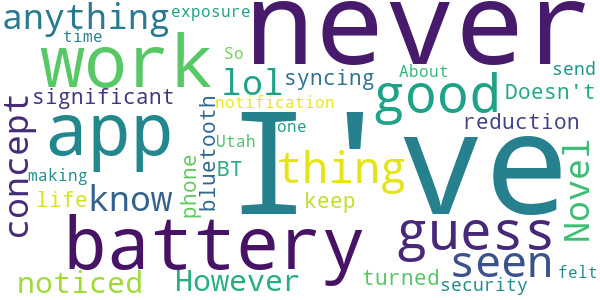 anything
exposure
never
time
work
So
lol
syncing
About
send
significant
good
Doesn't
notification
concept
app
bluetooth
one
reduction
Utah
I've
making
BT
thing
Novel
life
know
phone
keep
battery
guess
seen
noticed
However
turned
security
felt